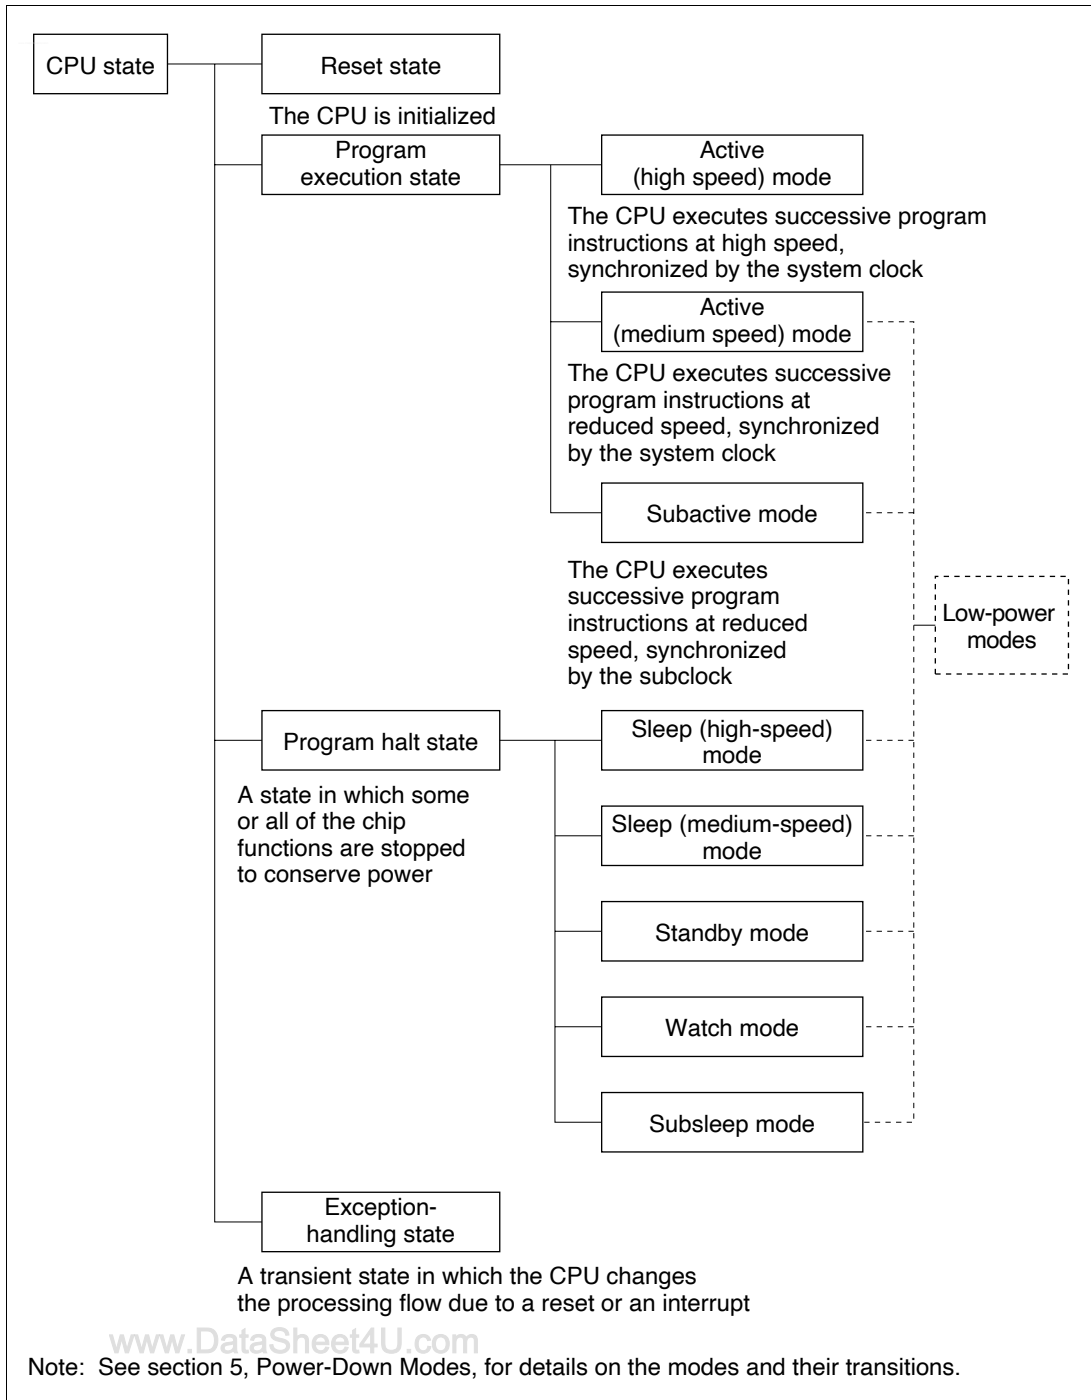 CPU state
Reset state
The CPU is initialized
Program
execution state
Active
(high speed) mode
The CPU executes successive program
instructions at high speed,
synchronized by the system clock
Active
(medium speed) mode
The CPU executes successive
program instructions at
reduced speed, synchronized
by the system clock
Subactive mode
The CPU executes
successive program
instructions at reduced
speed, synchronized
by the subclock
Low-power
modes
Program halt state
A state in which some
or all of the chip
functions are stopped
to conserve power
Sleep (high-speed)
mode
Sleep (medium-speed)
mode
Standby mode
Watch mode
Subsleep mode
Exception-
handling state
A transient state in which the CPU changes
the processing flow due to a reset or an interrupt
www.DataSheet4U.com
Note: See section 5, Power-Down Modes, for details on the modes and their transitions.